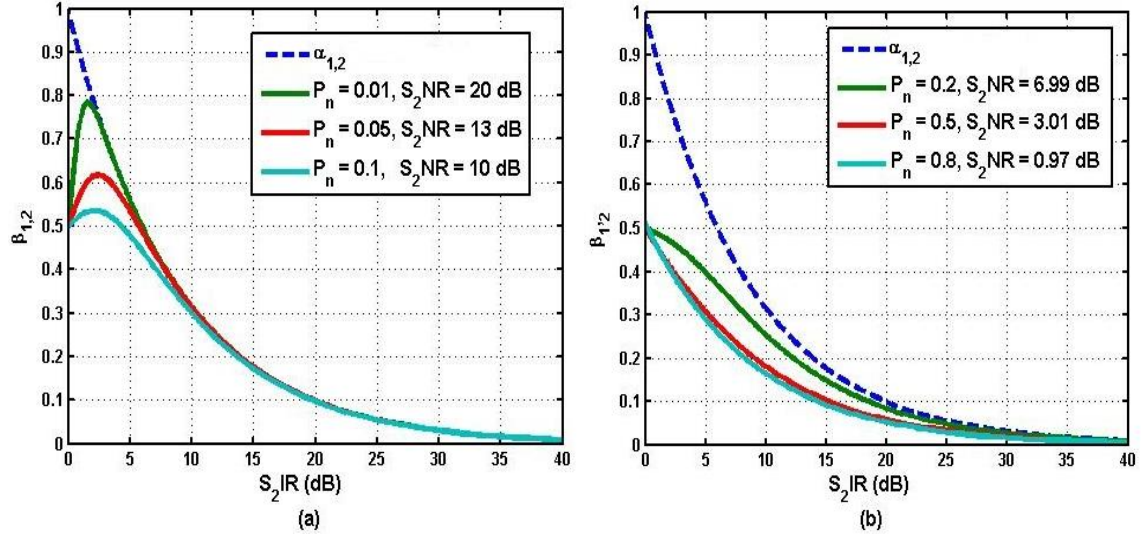 1
0.9
0.8
0.7
0.6
0.5
0.4
0.3
0.2
0.1
0
β1,2
α1,2
Pn = 0.01, S2NR = 20 dB
Pn = 0.05, S2NR = 13 dB
Pn = 0.1, S2NR = 10 dB
0 5 10 15 20 25 30 35 40
S2IR (dB)
(a)
1
0.9
0.8
0.7
0.6
0.5
0.4
0.3
0.2
0.1
0
β1'2
α1,2
Pn = 0.2, S2NR = 6.99 dB
Pn = 0.5, S2NR = 3.01 dB
Pn = 0.8, S2NR = 0.97 dB
0 5 10 15 20 25 30 35 40
S2IR (dB)
(b)